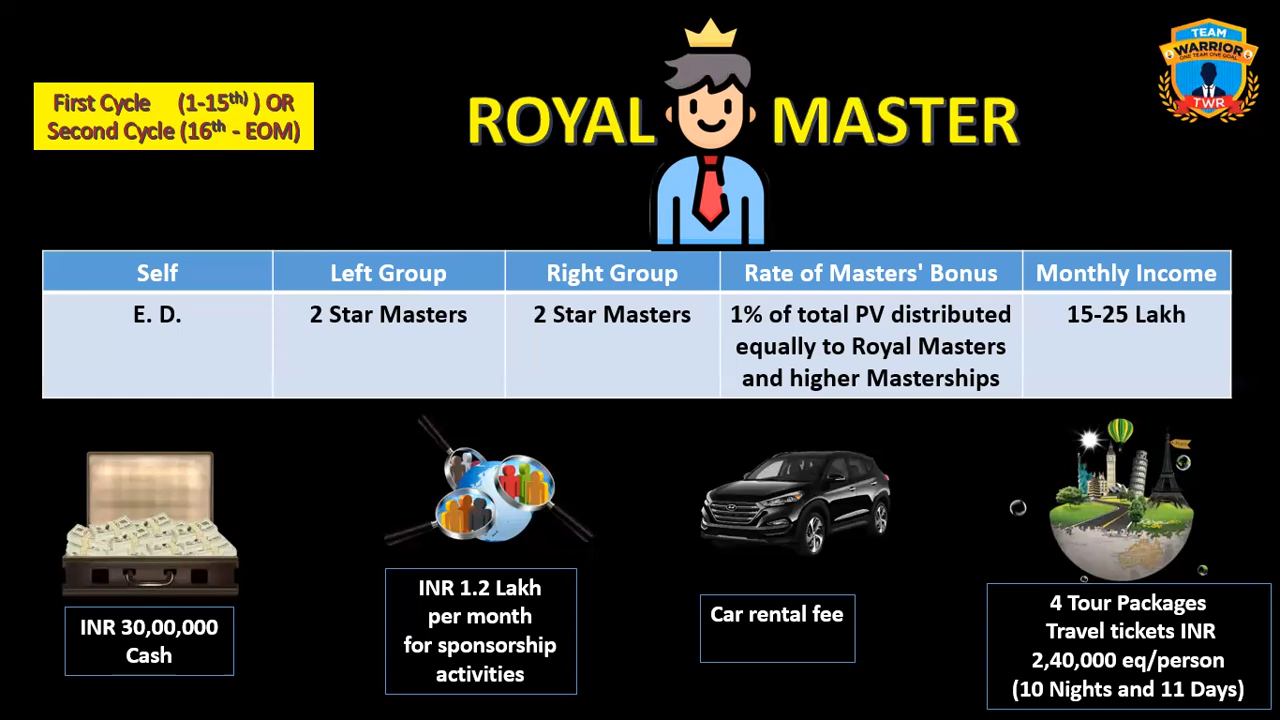 First Cycle (1-15th) ) OR
Second Cycle (16th - EOM)
ROYAL MASTER
TEAM
WARRIOR
ONE TEAM ONE GOAL
TWR
Self Left Group Right Group Rate of Masters' Bonus Monthly Income
E. D. 2 Star Masters 2 Star Masters 1% of total PV distributed 15-25 Lakh
equally to Royal Masters
and higher Masterships
INR 30,00,000
Cash
INR 1.2 Lakh
per month
for sponsorship
activities
Car rental fee
4 Tour Packages
Travel tickets INR
2,40,000 eq/person
(10 Nights and 11 Days)